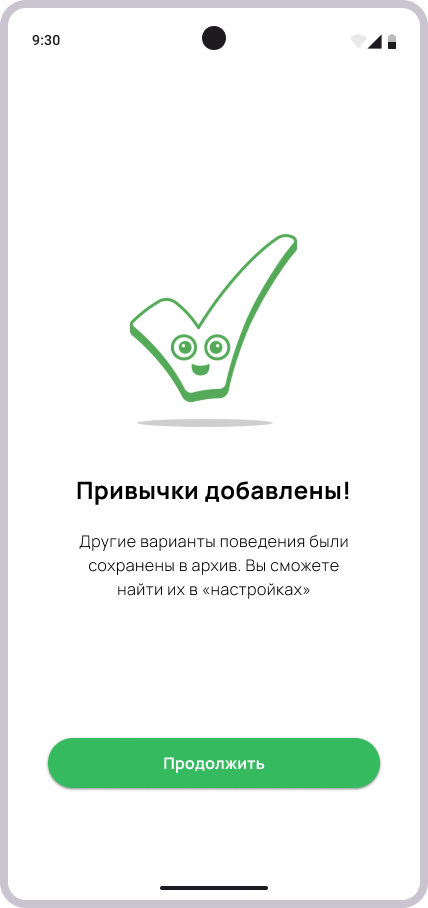 9:30
Привычки добавлены!
Другие варианты поведения были
сохранены в архив. Вы сможете
найти их в «настройках»
Продолжить